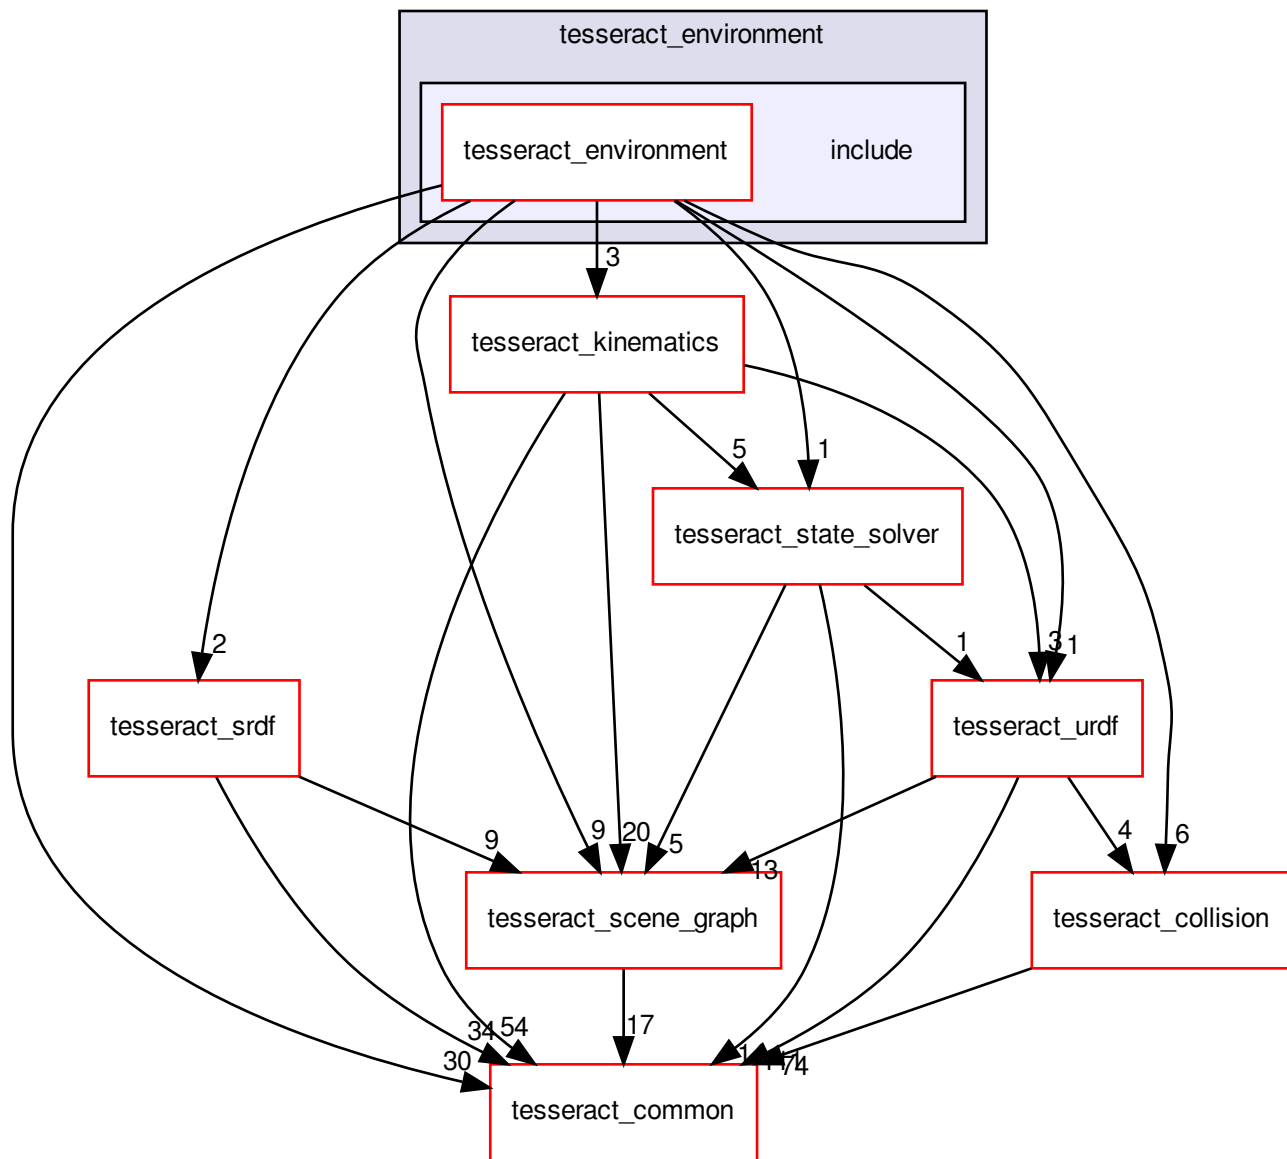 tesseract_environment
tesseract_environment
include
3
tesseract_kinematics
5
1
tesseract_state_solver
2
1
3
1
tesseract_srdf
tesseract_urdf
9
9
20
5
13
4
6
tesseract_scene_graph
tesseract_collision
30
34
54
17
74
tesseract_common